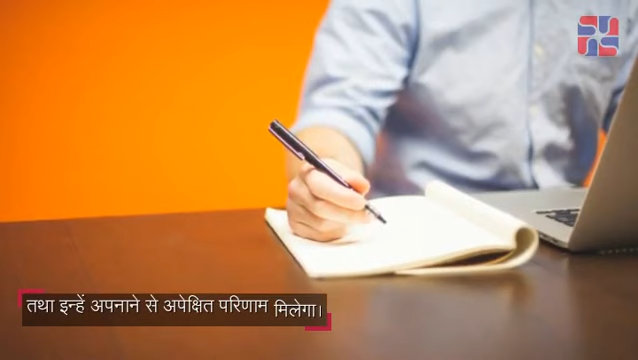 तथा इन्हें अपनाने से अपेक्षित परिणाम मिलेगा।